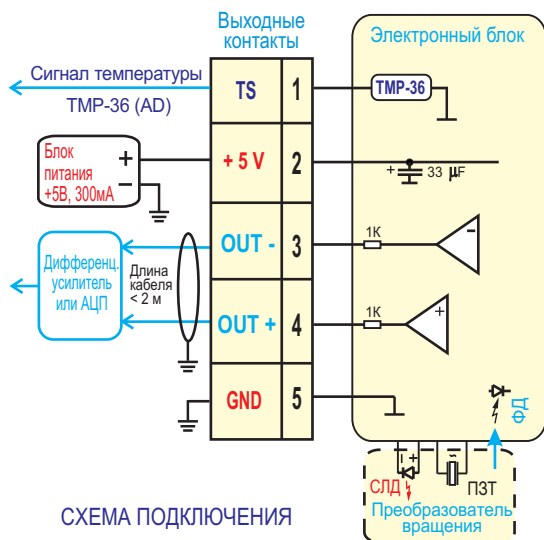 Выходные
контакты
Электронный блок
Сигнал температуры
TMP-36 (AD)
TS
1
TMP-36
Блок
питания
+5В, 300мА
+
−
+ 5 V
2
+
33 µF
OUT -
3
1К
-
Дифференц.
усилитель
или АЦП
Длина
кабеля
< 2 м
OUT +
4
1К
+
GND
5
ФД
− +
~
СЛД
ПЗТ
Преобразователь
вращения
СХЕМА ПОДКЛЮЧЕНИЯ